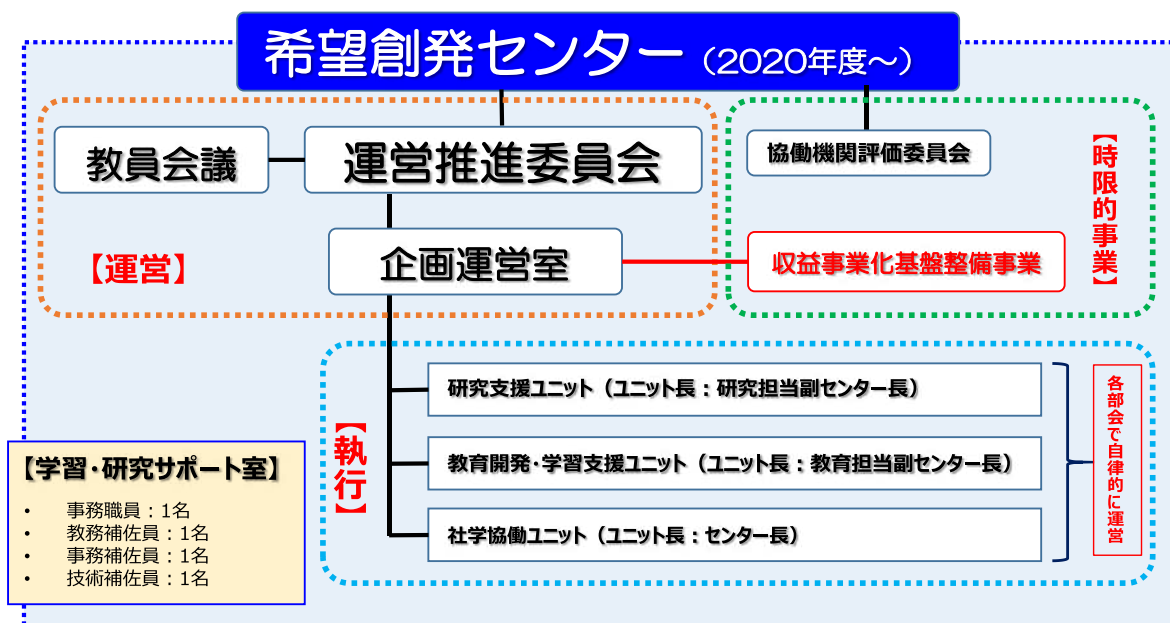 希望創発センター（2020年度～）
教員会議
運営推進委員会
協働機関評価委員会
【時限的事業】
【運営】
企画運営室
収益事業化基盤整備事業
【執行】
研究支援ユニット（ユニット長：研究担当副センター長）
教育開発・学習支援ユニット（ユニット長：教育担当副センター長）
社学協働ユニット（ユニット長：センター長）
各部会で自律的に運営
【学習・研究サポート室】
• 事務職員：1名
• 教務補佐員：1名
• 事務補佐員：1名
• 技術補佐員：1名